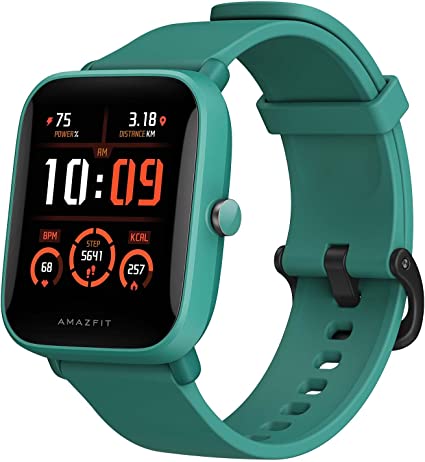 75 3.18
POWER% DISTANCE KM
AM
10:09
BPM STEP KCAL
68 5641 257
AMAZFIT